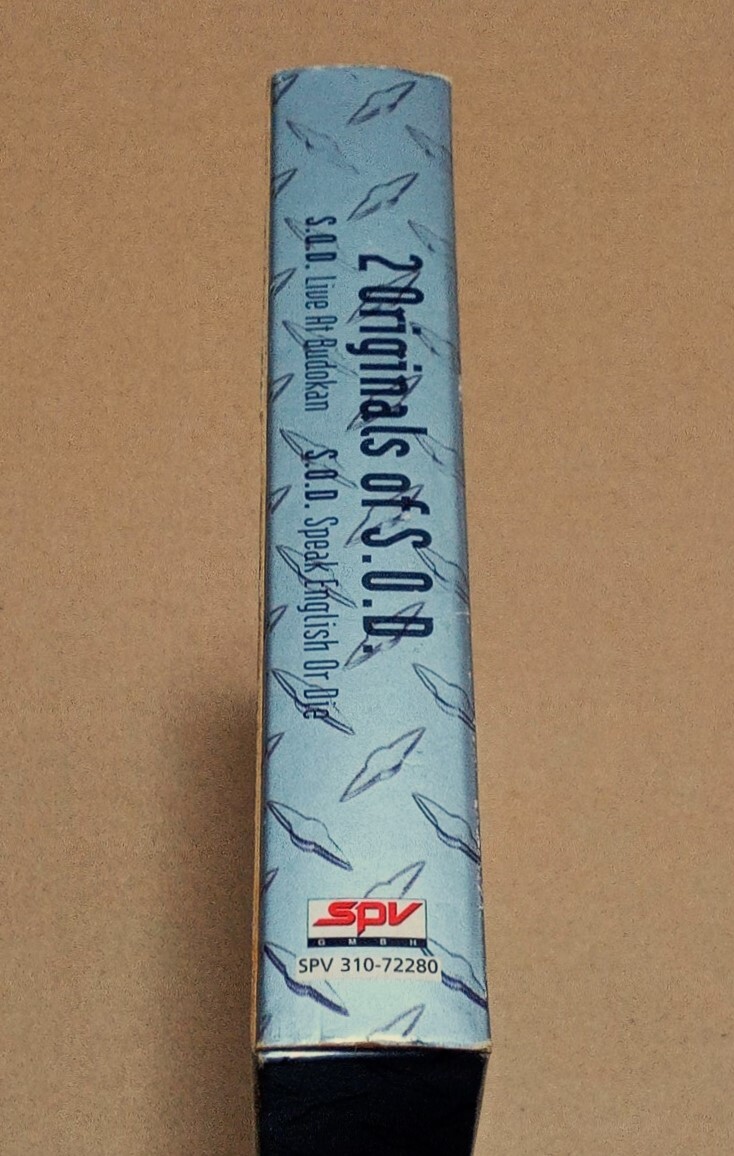 2 Originals of S.O.D.
S.O.D. Live At Budokan S.O.D. Speak English Or Die
spv
GMBH
SPV 310-72280